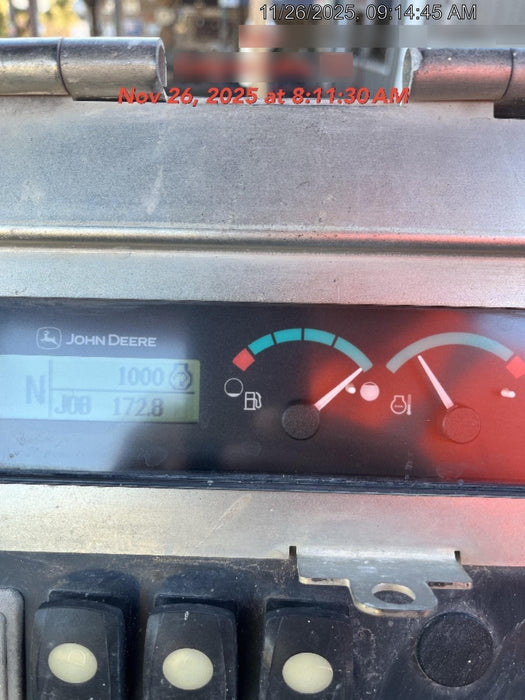 11/26/2025, 09:14:45 AM
Nov 26, 2025 at 8:11:30 AM
JOHN DEERE
1000
N
JOB 172.8